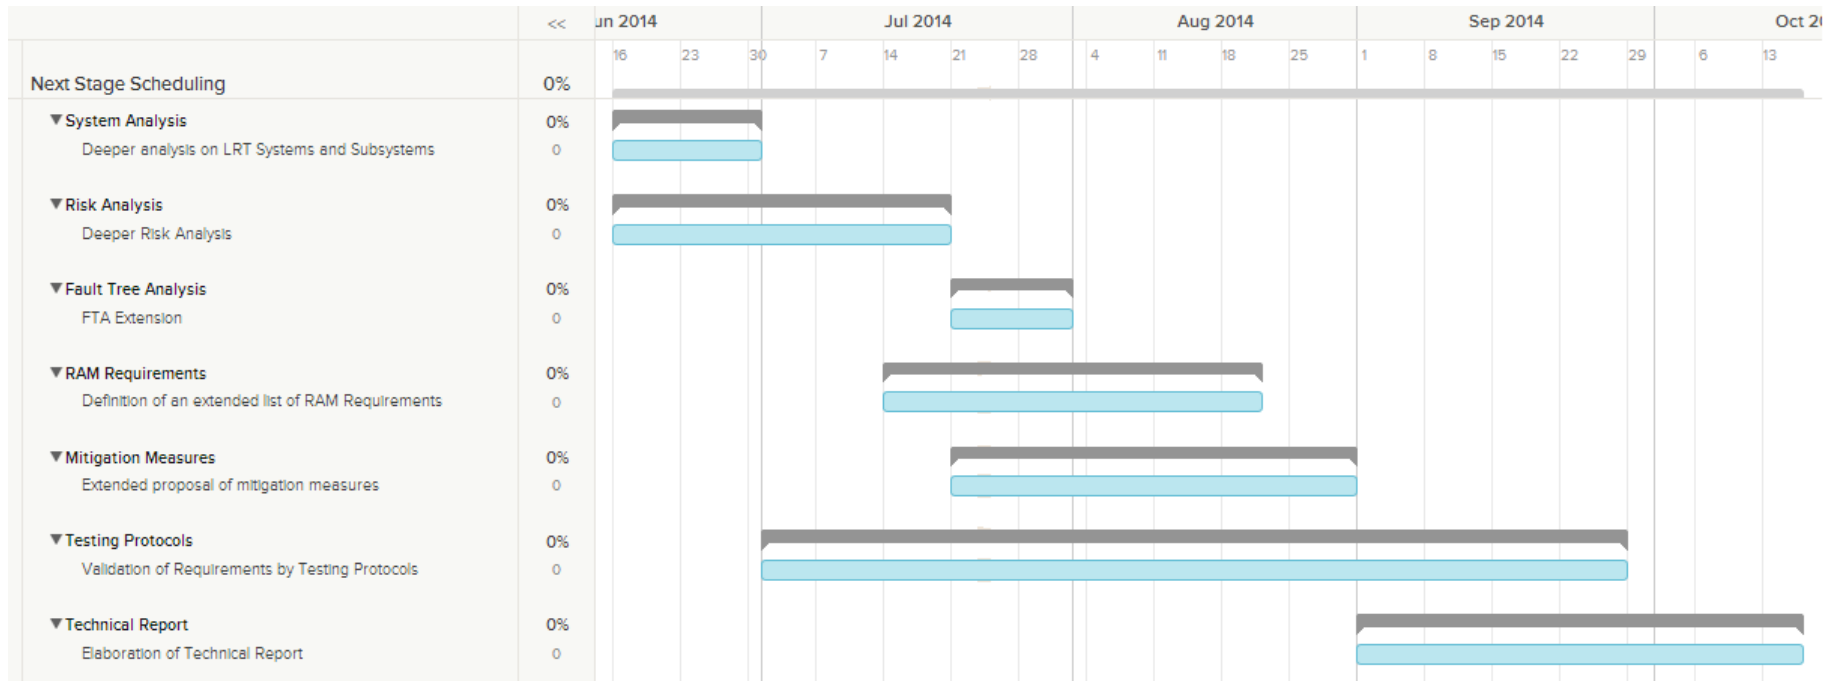 << un 2014 Jul 2014 Aug 2014 Sep 2014 Oct 20
16 23 30 7 14 21 28 4 11 18 25 1 8 15 22 29 6 13
Next Stage Scheduling 0%
System Analysis 0%
Deeper analysis on LRT Systems and Subsystems 0
Risk Analysis 0%
Deeper Risk Analysis 0
Fault Tree Analysis 0%
FTA Extension 0
RAM Requirements 0%
Definition of an extended list of RAM Requirements 0
Mitigation Measures 0%
Extended proposal of mitigation measures 0
Testing Protocols 0%
Validation of Requirements by Testing Protocols 0
Technical Report 0%
Elaboration of Technical Report 0